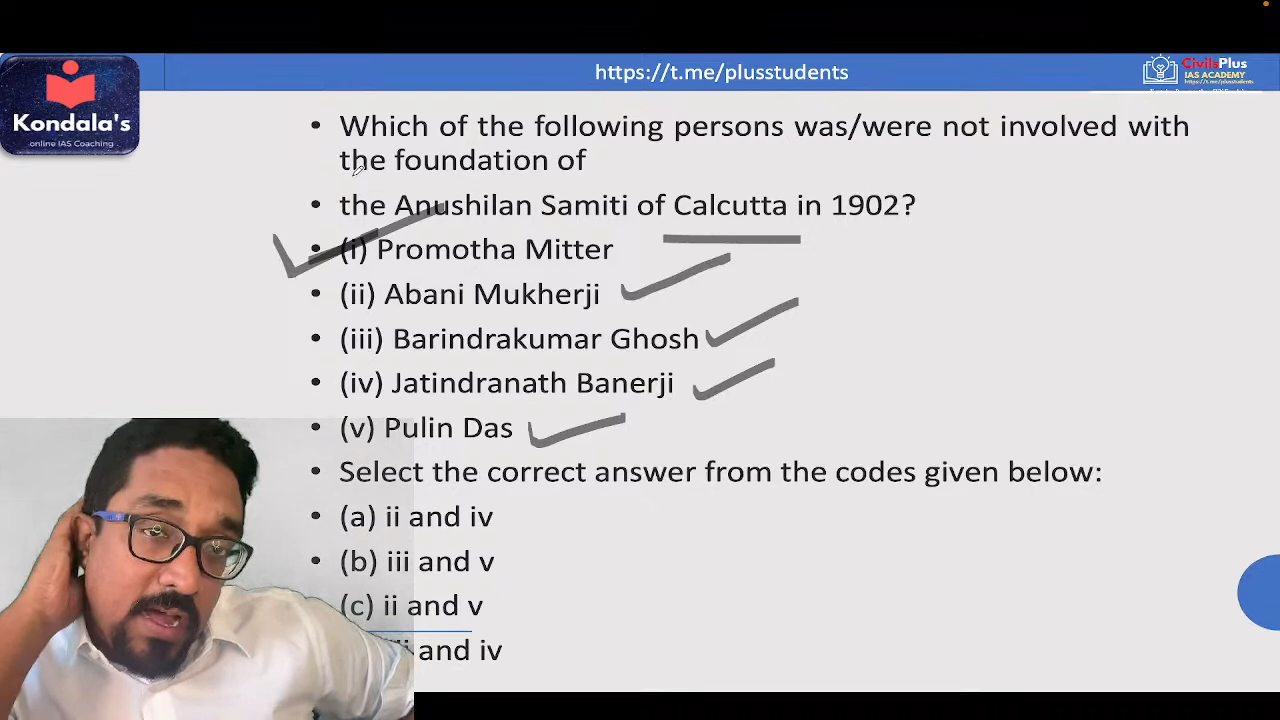 https://t.me/plusstudents
CivilsPlus
IAS ACADEMY
https://t.me/plusstudents
Kondala's
online IAS Coaching
• Which of the following persons was/were not involved with
the foundation of
• the Anushilan Samiti of Calcutta in 1902?
• (i) Promotha Mitter
• (ii) Abani Mukherji
• (iii) Barindrakumar Ghosh
• (iv) Jatindranath Banerji
• (v) Pulin Das
• Select the correct answer from the codes given below:
• (a) ii and iv
• (b) iii and v
(c) ii and v
and iv